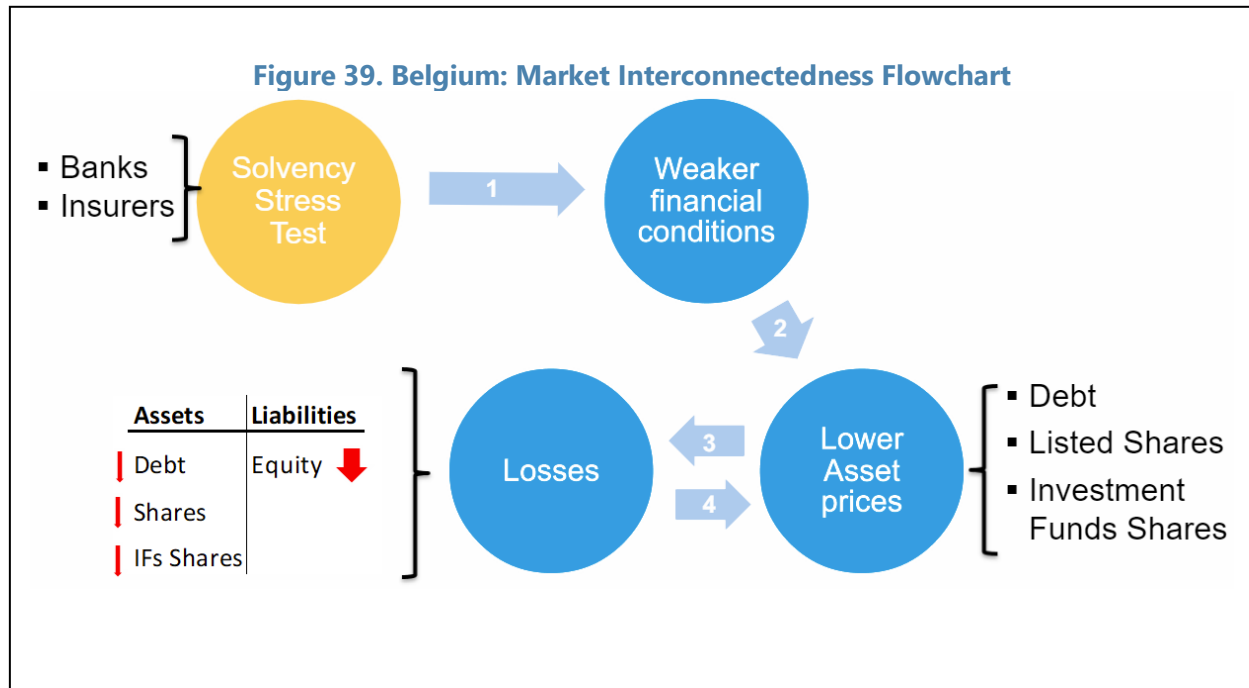 Figure 39. Belgium: Market Interconnectedness Flowchart
▪ Banks
▪ Insurers
Solvency
Stress
Test
1
Weaker
financial
conditions
2
Assets Liabilities
Debt Equity
Shares
IFs Shares
Losses
3
4
Lower
Asset
prices
▪ Debt
▪ Listed Shares
▪ Investment
Funds Shares